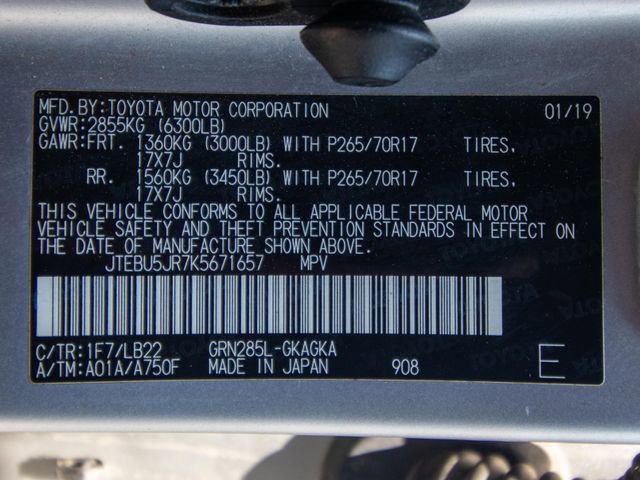 MFD.BY:TOYOTA MOTOR CORPORATION 01/19
GVWR:2855KG (6300LB)
GAWR:FRT. 1360KG (3000LB) WITH P265/70R17 TIRES,
17X7J RIMS.
RR. 1560KG (3450LB) WITH P265/70R17 TIRES,
17X7J RIMS.
THIS VEHICLE CONFORMS TO ALL APPLICABLE FEDERAL MOTOR
VEHICLE SAFETY AND THEFT PREVENTION STANDARDS IN EFFECT ON
THE DATE OF MANUFACTURE SHOWN ABOVE.
JTEBU5JR7K5671657 MPV
C/TR:1F7/LB22 GRN285L-GKAGKA
A/TM:A01A/A750F MADE IN JAPAN 908 E